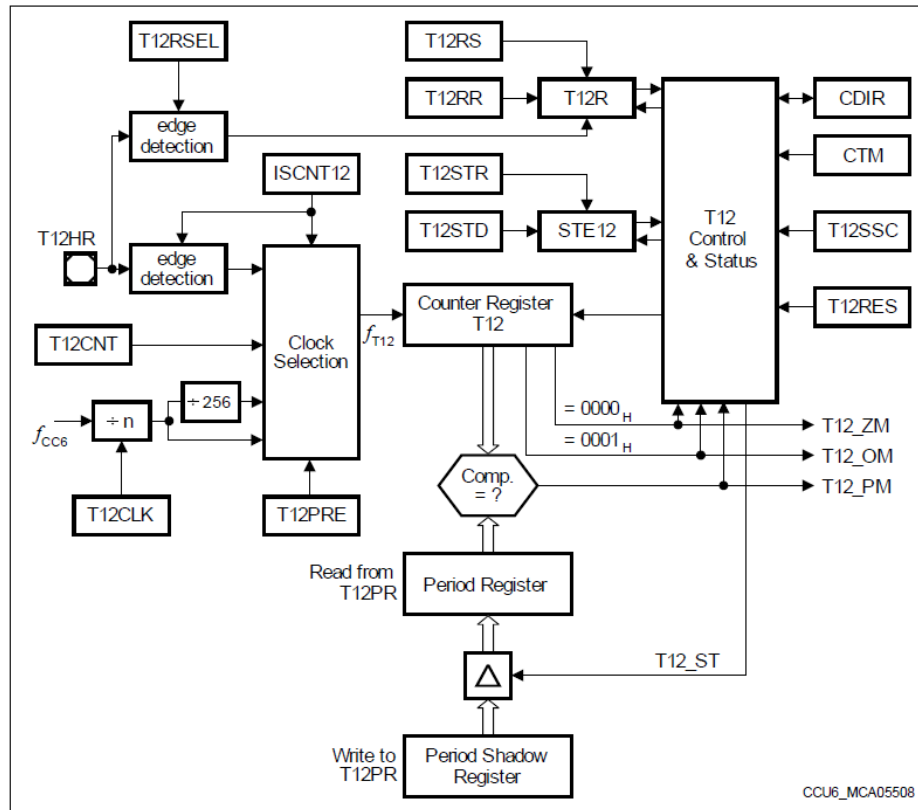 T12RSEL
T12RS
T12RR
T12R
CDIR
edge
detection
CTM
ISCNT12
T12STR
T12
Control
& Status
T12HR
edge
detection
T12STD
STE12
T12SSC
T12RES
Counter Register
T12
fT12
Clock
Selection
T12CNT
÷ 256
÷ n
fCC6
= 0000H
T12_ZM
= 0001H
T12_OM
Comp.
= ?
T12_PM
T12CLK
T12PRE
Read from
T12PR
Period Register
T12_ST
Δ
Write to
T12PR
Period Shadow
Register
CCU6_MCA05508